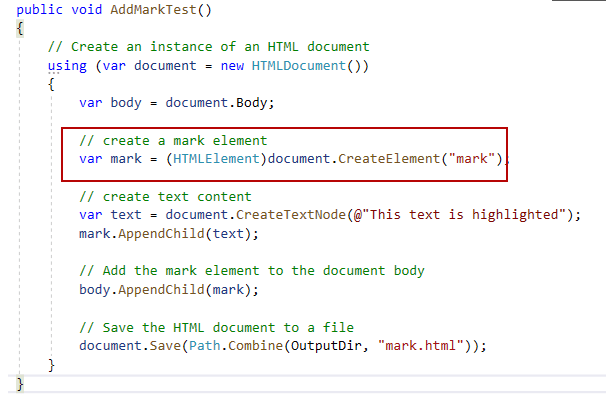 public void AddMarkTest()
{
// Create an instance of an HTML document
using (var document = new HTMLDocument())
{
var body = document.Body;
// create a mark element
var mark = (HTMLElement)document.CreateElement("mark");
// create text content
var text = document.CreateTextNode(@"This text is highlighted");
mark.AppendChild(text);
// Add the mark element to the document body
body.AppendChild(mark);
// Save the HTML document to a file
document.Save(Path.Combine(OutputDir, "mark.html"));
}
}